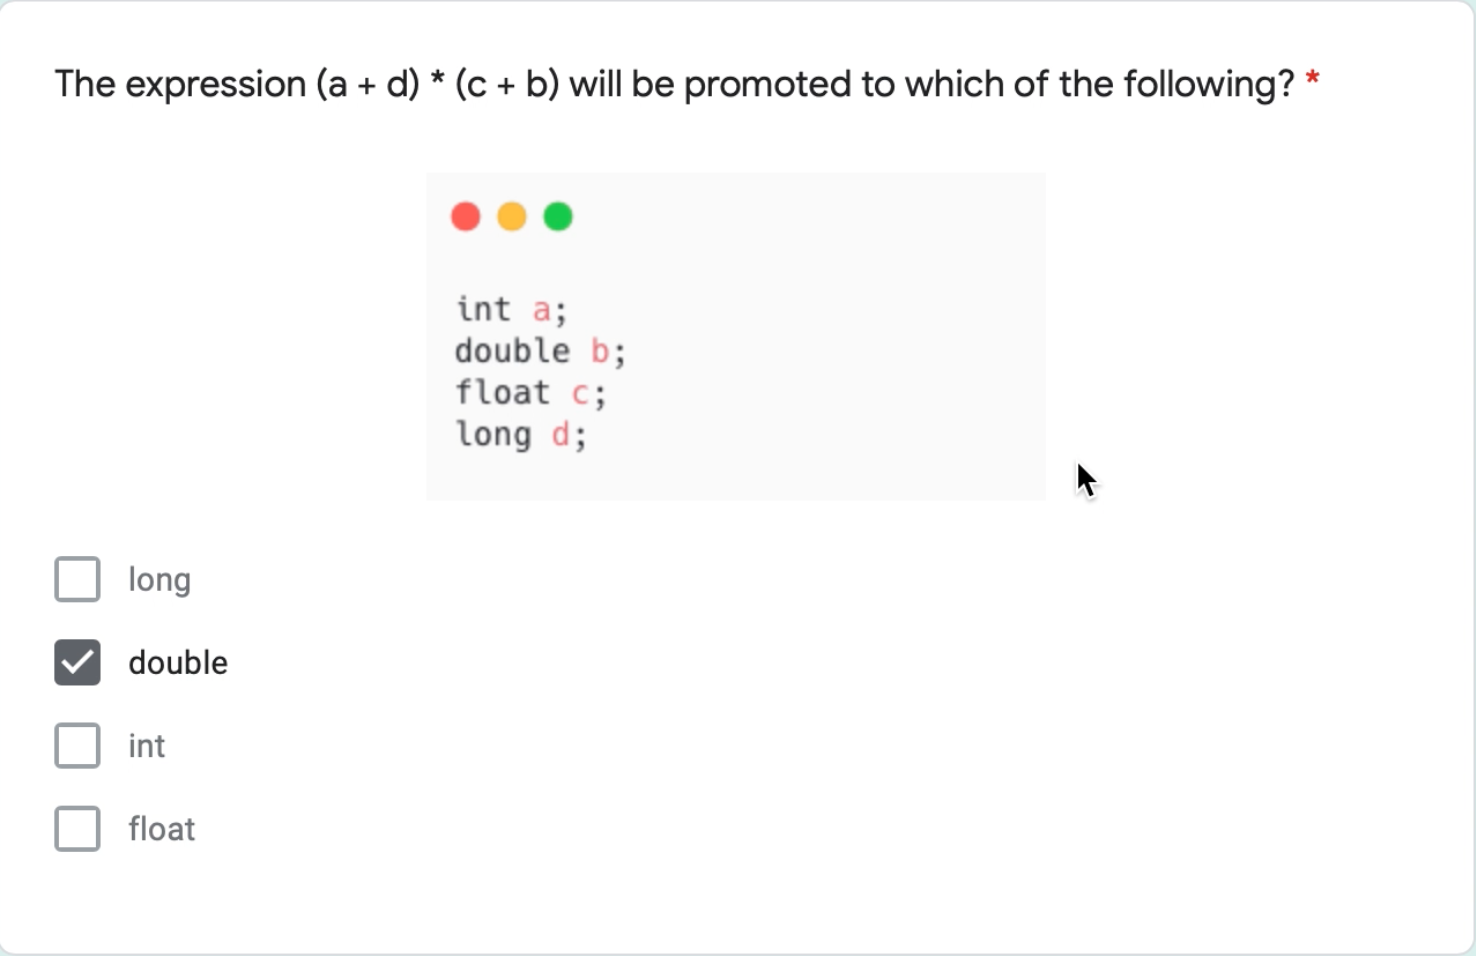 The expression (a + d) * (c + b) will be promoted to which of the following? *
int a;
double b;
float c;
long d;
long
double
int
float